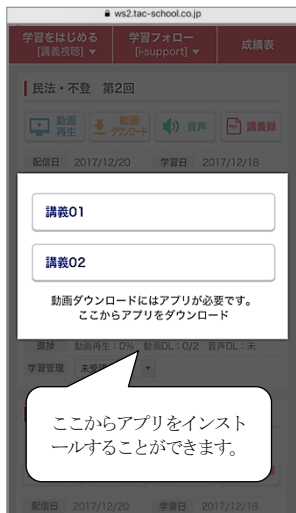 ws2.tac-school.co.jp
学習をはじめる
[講義視聴] ▼
学習フォロー
[i-support] ▼
成績表
民法・不登 第2回
動画
再生
動画
ダウンロード
音声
PDF 講義録
配信日 2017/12/20 学習日 2017/12/18
講義01
講義02
動画ダウンロードにはアプリが必要です。
ここからアプリをダウンロード
進捗 動画再生：0% 動画DL：0/2 音声DL：未
学習管理
ここからアプリをインスト
ールすることができます。
配信日 2017/12/20 学習日 2017/12/18